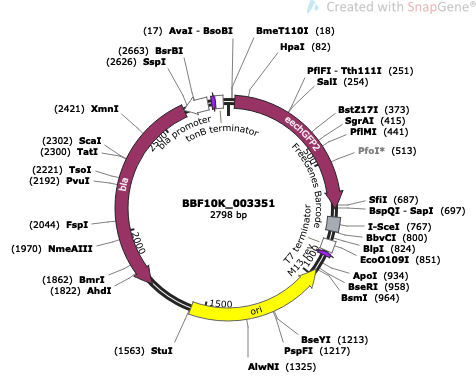 Created with SnapGene®
(17) AvaI - BsoBI
BmeT110I (18)
(2663) BsrBI
HpaI (82)
(2626) SspI
PflFI - Tth111I (251)
SalI (254)
(2421) XmnI
BstZ17I (373)
SgrAI (415)
PflMI (441)
PfoI* (513)
(2302) ScaI
(2300) TatI
(2221) TsoI
(2192) PvuI
SfiI (687)
BspQI - SapI (697)
(2044) FspI
I-SceI (767)
BbvCI (800)
BlpI (824)
(1970) NmeAIII
EcoO109I (851)
ApoI (934)
(1862) BmrI
BseRI (958)
(1822) AhdI
BsmI (964)
BseYI (1213)
(1563) StuI
PspFI (1217)
AlwNI (1325)
bla promoter
tonB terminator
eechGFP2
FreeGenes Barcode
T7 terminator
M13 rev
ori
bla
500
1000
1500
2000
2500
BBF10K_003351
2798 bp